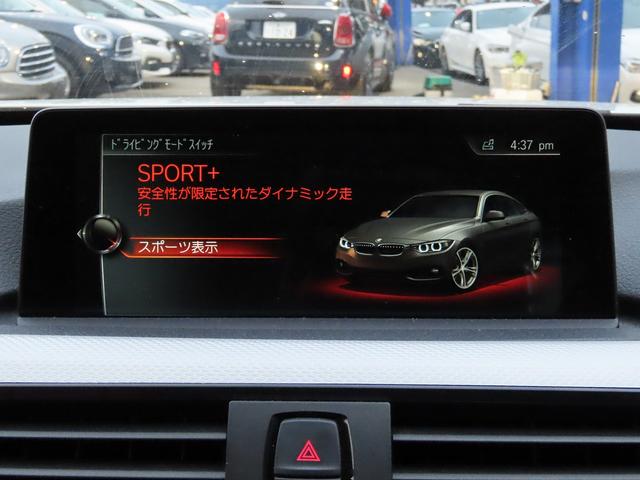 ﾄﾞﾗｲﾋﾞﾝｸﾞﾓｰﾄﾞｽｲｯﾁ
4:37 pm
SPORT+
安全性が限定されたダイナミック走
行
スポーツ表示